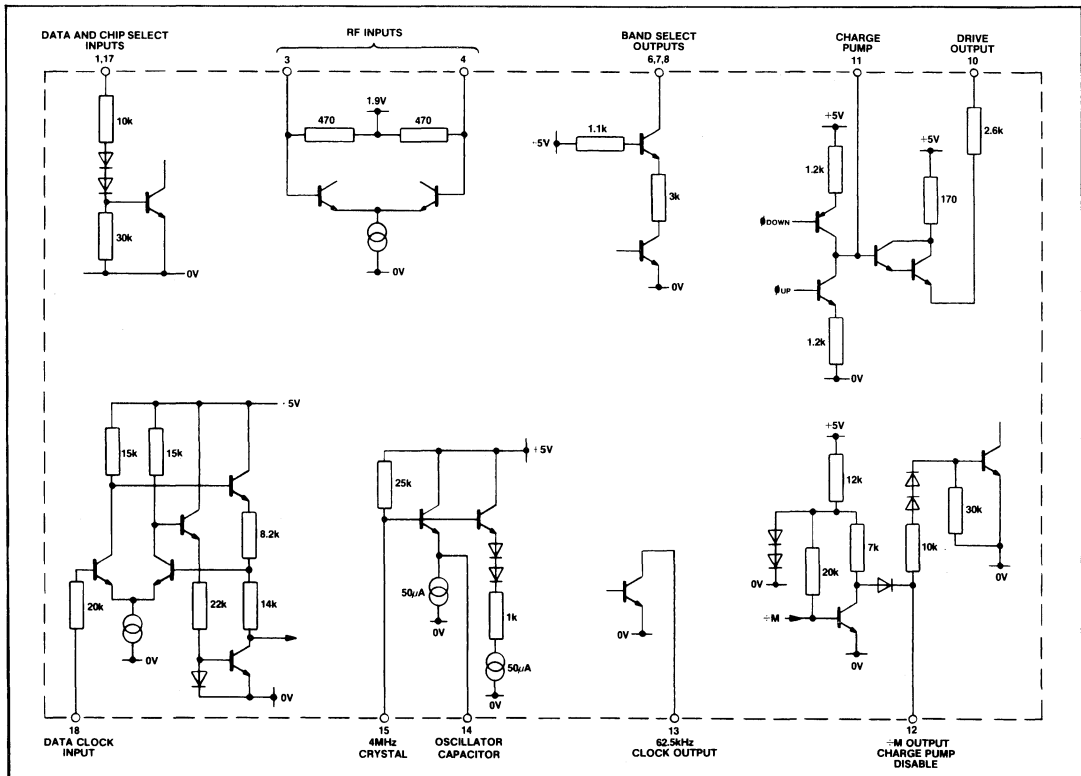 DATA AND CHIP SELECT
INPUTS
1,17
RF INPUTS
3
4
BAND SELECT
OUTPUTS
6,7,8
CHARGE
PUMP
11
DRIVE
OUTPUT
10
10k
30k
0V
1.9V
470
470
0V
+5V
1.1k
3k
0V
+5V
1.2k
ϕDOWN
ϕUP
1.2k
0V
+5V
170
2.6k
5V
15k
15k
8.2k
20k
22k
14k
0V
0V
18
DATA CLOCK
INPUT
+5V
25k
50μA
0V
1k
50μA
0V
15
4MHz
CRYSTAL
14
OSCILLATOR
CAPACITOR
0V
13
62.5kHz
CLOCK OUTPUT
+5V
12k
0V
20k
7k
10k
30k
0V
÷M
0V
12
÷M OUTPUT
CHARGE PUMP
DISABLE